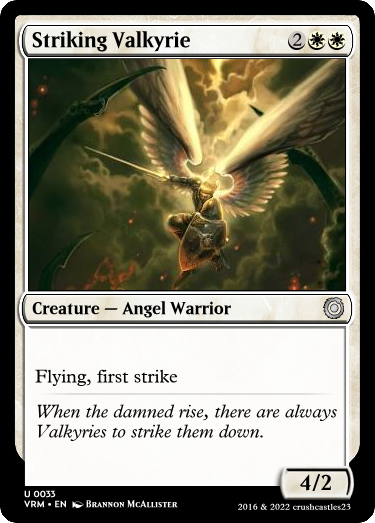 Striking Valkyrie 2
Creature — Angel Warrior
Flying, first strike
When the damned rise, there are always
Valkyries to strike them down.
4/2
U 0033
VRM • EN Brannon McAllister
2016 & 2022 crushcastles23